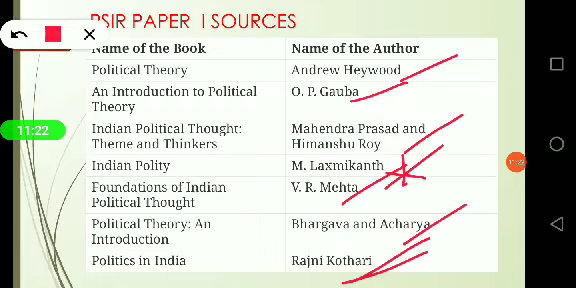 PSIR PAPER I SOURCES
Name of the Book Name of the Author
Political Theory Andrew Heywood
An Introduction to Political O. P. Gauba
Theory
11:22
Indian Political Thought: Mahendra Prasad and
Theme and Thinkers Himanshu Roy
Indian Polity M. Laxmikanth
11:22
Foundations of Indian V. R. Mehta
Political Thought
Political Theory: An Bhargava and Acharya
Introduction
Politics in India Rajni Kothari